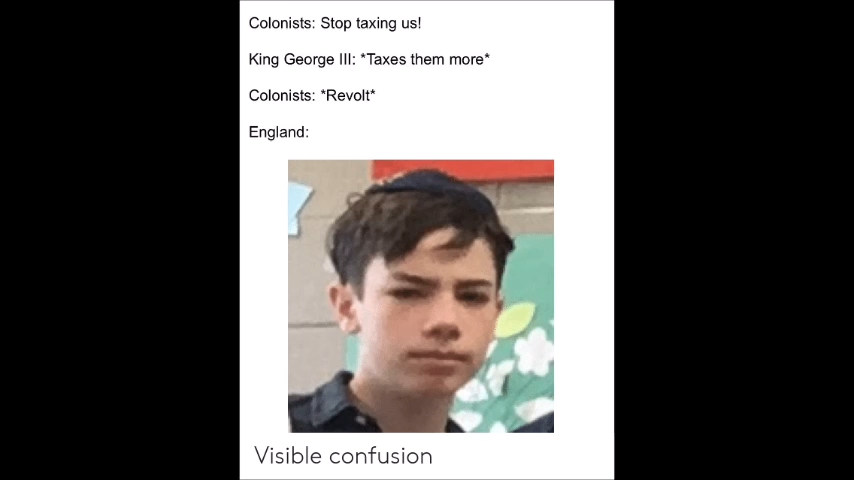 Colonists: Stop taxing us!
King George III: *Taxes them more*
Colonists: *Revolt*
England:
Visible confusion